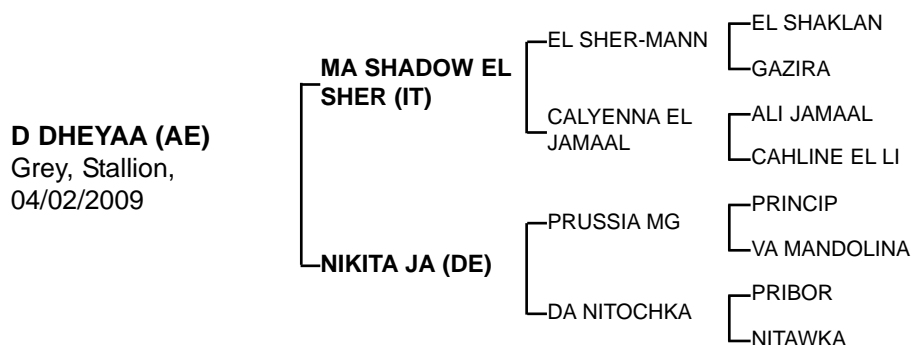 D DHEYAA (AE)
Grey, Stallion,
04/02/2009
MA SHADOW EL
SHER (IT)
NIKITA JA (DE)
EL SHER-MANN
CALYENNA EL
JAMAAL
PRUSSIA MG
DA NITOCHKA
EL SHAKLAN
GAZIRA
ALI JAMAAL
CAHLINE EL LI
PRINCIP
VA MANDOLINA
PRIBOR
NITAWKA